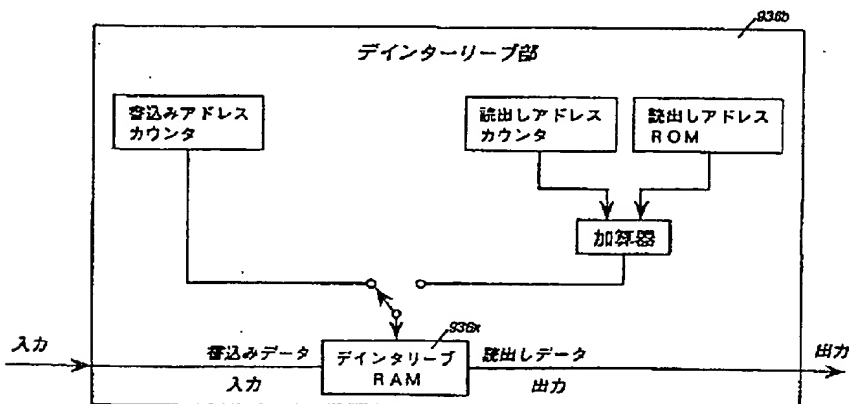 936b
デインターリーブ部
書込みアドレス
カウンタ
読出しアドレス
カウンタ
読出しアドレス
ROM
加算器
936x
入力
書込みデータ
入力
デインタリーブ
RAM
読出しデータ
出力
出力